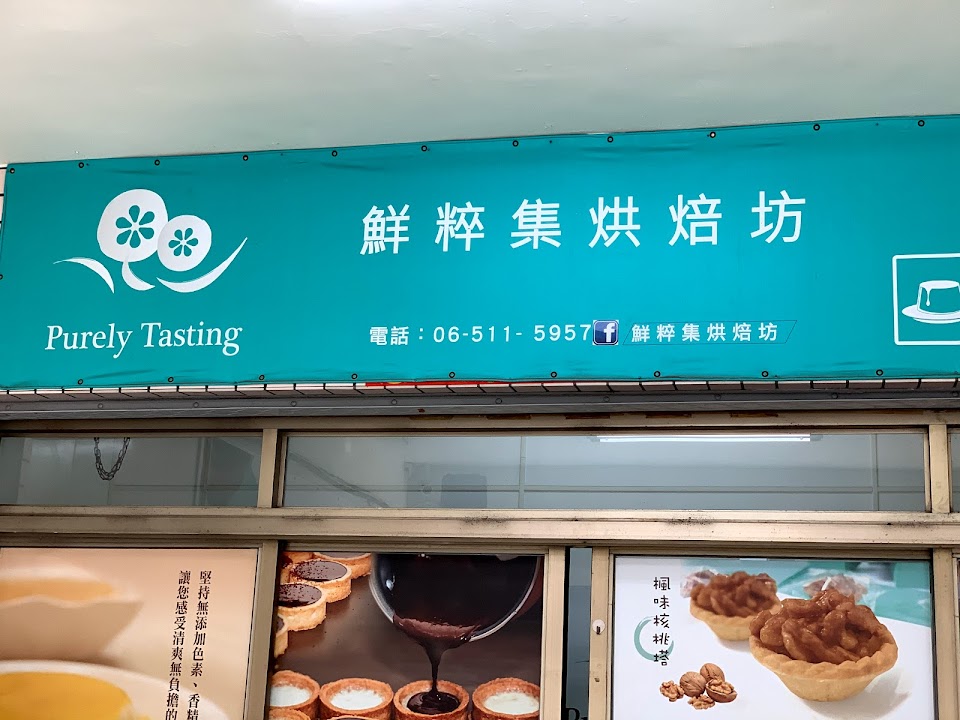 鮮粹集烘焙坊
Purely Tasting
電話：06-511- 5957
鮮粹集烘焙坊
堅持無添加色素、香精
讓您感受清爽無負擔的
楓味核桃塔